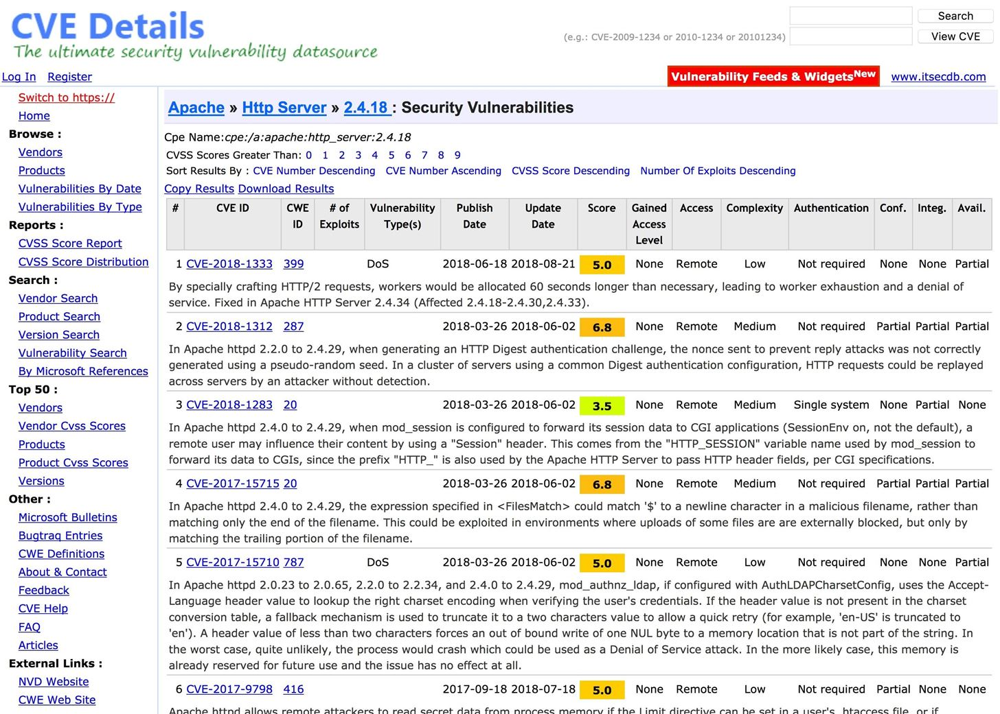 CVE Details
The ultimate security vulnerability datasource
Search
(e.g.: CVE-2009-1234 or 2010-1234 or 20101234)
View CVE
Log In Register
Vulnerability Feeds & WidgetsNew www.itsecdb.com
Switch to https://
Home
Browse :
Vendors
Products
Vulnerabilities By Date
Vulnerabilities By Type
Reports :
CVSS Score Report
CVSS Score Distribution
Search :
Vendor Search
Product Search
Version Search
Vulnerability Search
By Microsoft References
Top 50 :
Vendors
Vendor Cvss Scores
Products
Product Cvss Scores
Versions
Other :
Microsoft Bulletins
Bugtraq Entries
CWE Definitions
About & Contact
Feedback
CVE Help
FAQ
Articles
External Links :
NVD Website
CWE Web Site
Apache » Http Server » 2.4.18 : Security Vulnerabilities
Cpe Name:cpe:/a:apache:http_server:2.4.18
CVSS Scores Greater Than: 0 1 2 3 4 5 6 7 8 9
Sort Results By : CVE Number Descending CVE Number Ascending CVSS Score Descending Number Of Exploits Descending
Copy Results Download Results
# CVE ID CWE ID # of Exploits Vulnerability Type(s) Publish Date Update Date Score Gained Access Level Access Complexity Authentication Conf. Integ. Avail.
1 CVE-2018-1333 399 DoS 2018-06-18 2018-08-21 5.0 None Remote Low Not required None None Partial
By specially crafting HTTP/2 requests, workers would be allocated 60 seconds longer than necessary, leading to worker exhaustion and a denial of
service. Fixed in Apache HTTP Server 2.4.34 (Affected 2.4.18-2.4.30,2.4.33).
2 CVE-2018-1312 287 2018-03-26 2018-06-02 6.8 None Remote Medium Not required Partial Partial Partial
In Apache httpd 2.2.0 to 2.4.29, when generating an HTTP Digest authentication challenge, the nonce sent to prevent reply attacks was not correctly
generated using a pseudo-random seed. In a cluster of servers using a common Digest authentication configuration, HTTP requests could be replayed
across servers by an attacker without detection.
3 CVE-2018-1283 20 2018-03-26 2018-06-02 3.5 None Remote Medium Single system None Partial None
In Apache httpd 2.4.0 to 2.4.29, when mod_session is configured to forward its session data to CGI applications (SessionEnv on, not the default), a
remote user may influence their content by using a "Session" header. This comes from the "HTTP_SESSION" variable name used by mod_session to
forward its data to CGIs, since the prefix "HTTP_" is also used by the Apache HTTP Server to pass HTTP header fields, per CGI specifications.
4 CVE-2017-15715 20 2018-03-26 2018-06-02 6.8 None Remote Medium Not required Partial Partial Partial
In Apache httpd 2.4.0 to 2.4.29, the expression specified in <FilesMatch> could match '$' to a newline character in a malicious filename, rather than
matching only the end of the filename. This could be exploited in environments where uploads of some files are are externally blocked, but only by
matching the trailing portion of the filename.
5 CVE-2017-15710 787 DoS 2018-03-26 2018-06-02 5.0 None Remote Low Not required None None Partial
In Apache httpd 2.0.23 to 2.0.65, 2.2.0 to 2.2.34, and 2.4.0 to 2.4.29, mod_authnz_ldap, if configured with AuthLDAPCharsetConfig, uses the Accept-
Language header value to lookup the right charset encoding when verifying the user's credentials. If the header value is not present in the charset
conversion table, a fallback mechanism is used to truncate it to a two characters value to allow a quick retry (for example, 'en-US' is truncated to
'en'). A header value of less than two characters forces an out of bound write of one NUL byte to a memory location that is not part of the string. In
the worst case, quite unlikely, the process would crash which could be used as a Denial of Service attack. In the more likely case, this memory is
already reserved for future use and the issue has no effect at all.
6 CVE-2017-9798 416 2017-09-18 2018-07-18 5.0 None Remote Low Not required Partial None None
Apache httpd allows remote attackers to read secret data from process memory if the Limit directive can be set in a user's .htaccess file, or if